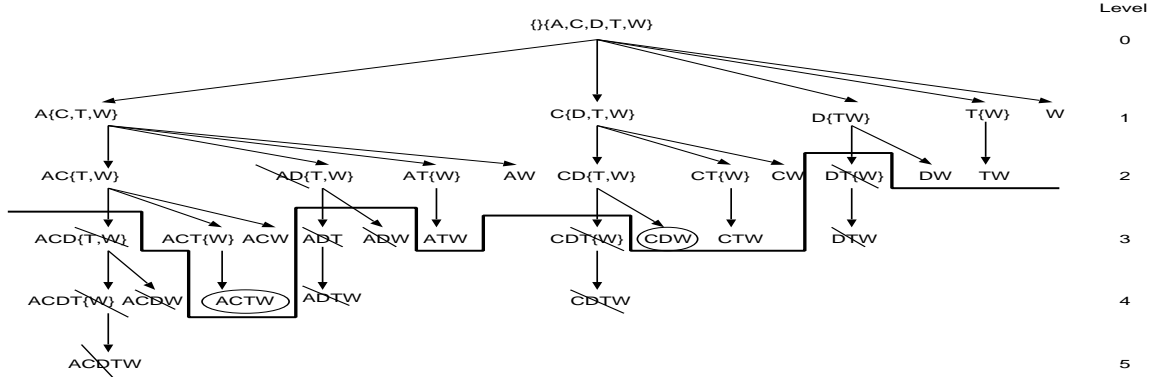 Level
{}{A,C,D,T,W}
0
A{C,T,W} C{D,T,W} D{TW} T{W} W 1
AC{T,W} AD{T,W} AT{W} AW CD{T,W} CT{W} CW DT{W} DW TW 2
ACD{T,W} ACT{W} ACW ADT ADW ATW CDT{W} CDW CTW DTW 3
ACDT{W} ACDW ACTW ADTW CDTW 4
ACDTW 5